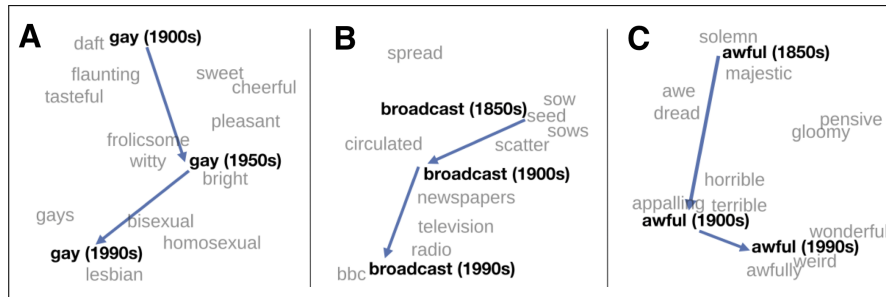 A
daft gay (1900s)
flaunting sweet
tasteful cheerful
pleasant
frolicsome
witty gay (1950s)
bright
gays bisexual
homosexual
gay (1990s)
lesbian
B
spread
broadcast (1850s) sow
seed
sows
circulated scatter
broadcast (1900s)
newspapers
television
radio
bbc broadcast (1990s)
C
solemn
awful (1850s)
majestic
awe
dread pensive
gloomy
horrible
appalling terrible
awful (1900s)
wonderful
awful (1990s)
weird
awfully